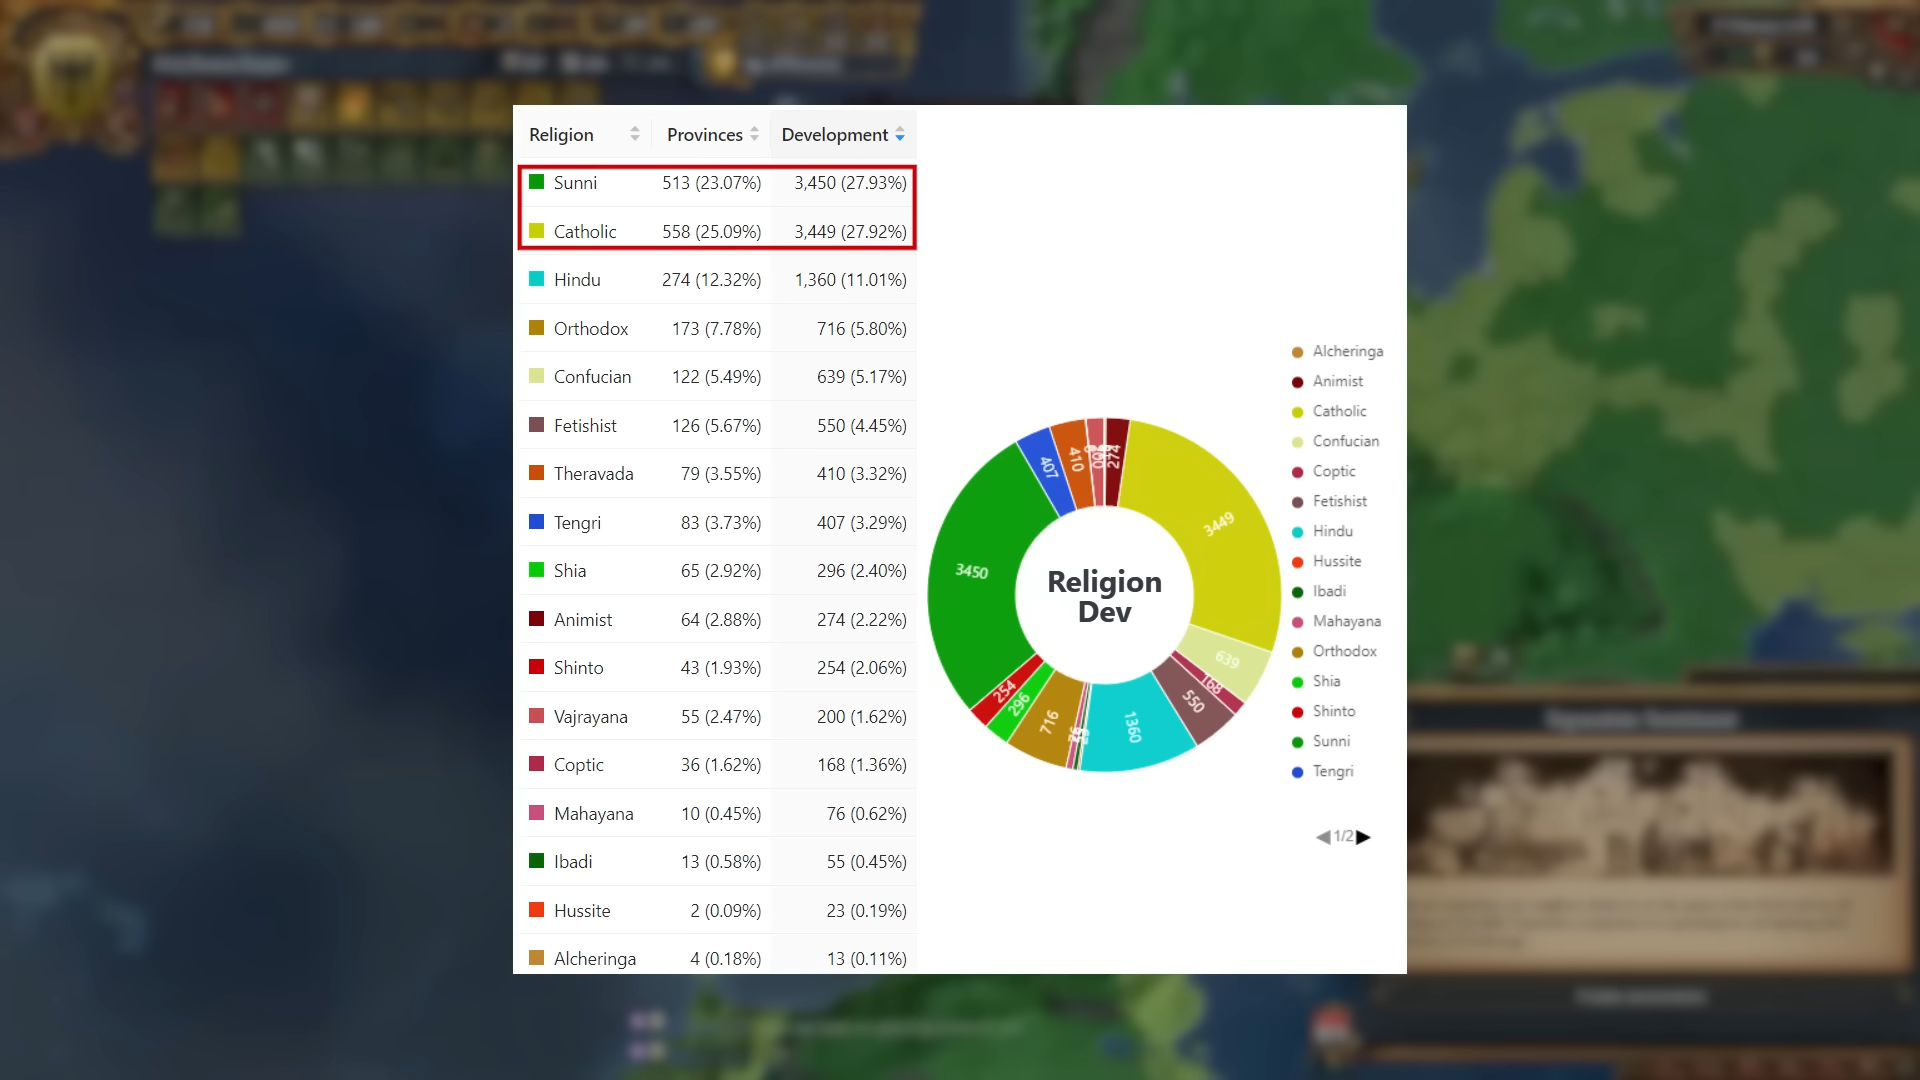 Religion Provinces Development
Sunni 513 (23.07%) 3,450 (27.93%)
Catholic 558 (25.09%) 3,449 (27.92%)
Hindu 274 (12.32%) 1,360 (11.01%)
Orthodox 173 (7.78%) 716 (5.80%)
Confucian 122 (5.49%) 639 (5.17%)
Fetishist 126 (5.67%) 550 (4.45%)
Theravada 79 (3.55%) 410 (3.32%)
Tengri 83 (3.73%) 407 (3.29%)
Shia 65 (2.92%) 296 (2.40%)
Animist 64 (2.88%) 274 (2.22%)
Shinto 43 (1.93%) 254 (2.06%)
Vajrayana 55 (2.47%) 200 (1.62%)
Coptic 36 (1.62%) 168 (1.36%)
Mahayana 10 (0.45%) 76 (0.62%)
Ibadi 13 (0.58%) 55 (0.45%)
Hussite 2 (0.09%) 23 (0.19%)
Alcheringa 4 (0.18%) 13 (0.11%)
Religion
Dev
274
3449
639
168
550
1360
716
296
254
3450
407
410
Alcheringa
Animist
Catholic
Confucian
Coptic
Fetishist
Hindu
Hussite
Ibadi
Mahayana
Orthodox
Shia
Shinto
Sunni
Tengri
1/2